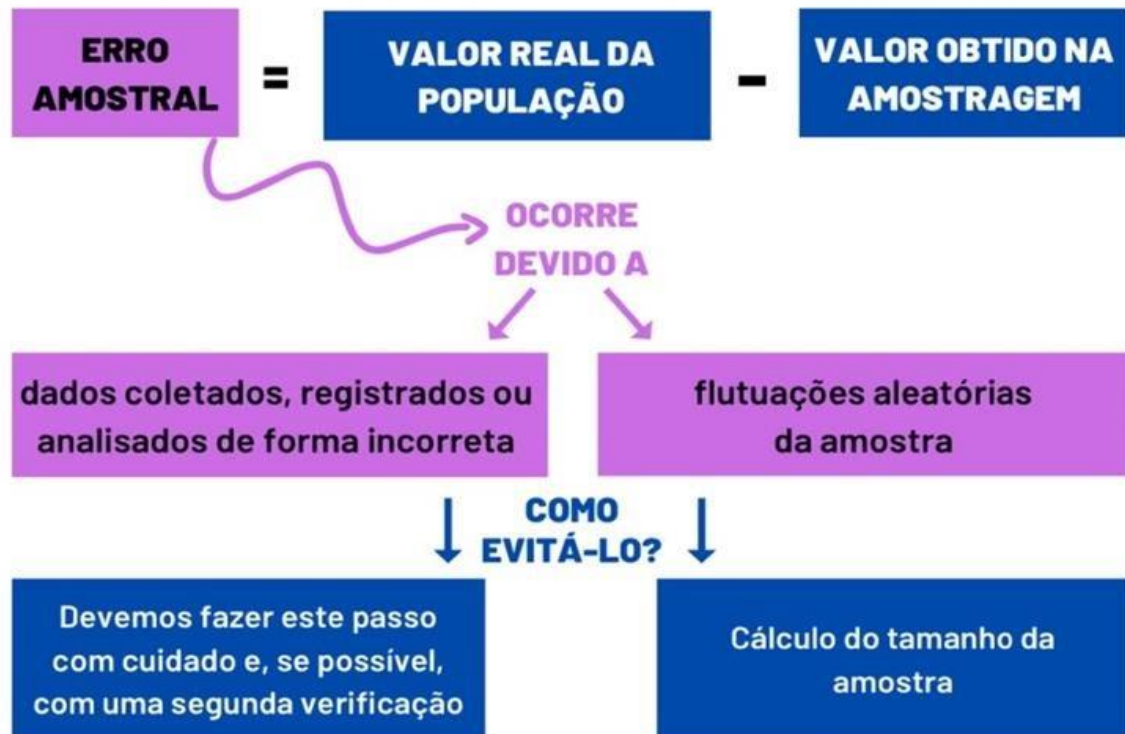 ERRO
AMOSTRAL
=
VALOR REAL DA
POPULAÇÃO
-
VALOR OBTIDO NA
AMOSTRAGEM
OCORRE
DEVIDO A
dados coletados, registrados ou
analisados de forma incorreta
flutuações aleatórias
da amostra
COMO
EVITÁ-LO?
Devemos fazer este passo
com cuidado e, se possível,
com uma segunda verificação
Cálculo do tamanho da
amostra